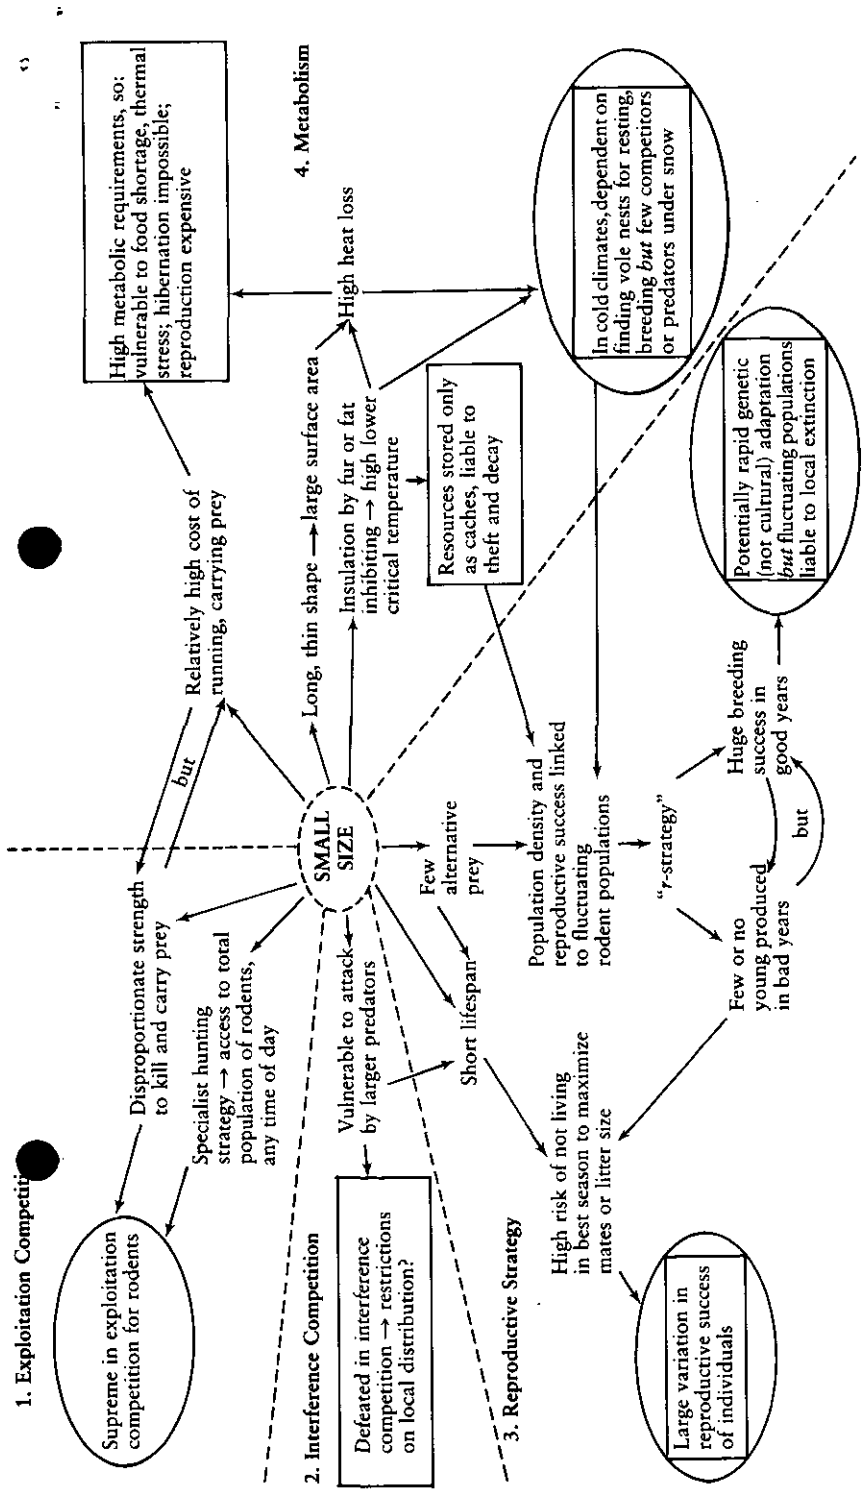 1. Exploitation Competiti
Supreme in exploitation
competition for rodents
Disproportionate strength
to kill and carry prey
Specialist hunting
strategy → access to total
population of rodents,
any time of day
but
Relatively high cost of
running, carrying prey
High metabolic requirements, so:
vulnerable to food shortage, thermal
stress; hibernation impossible;
reproduction expensive
4. Metabolism
SMALL
SIZE
Long, thin shape → large surface area
High heat loss
Insulation by fur or fat
inhibiting → high lower
critical temperature
Resources stored only
as caches, liable to
theft and decay
In cold climates, dependent on
finding vole nests for resting,
breeding but few competitors
or predators under snow
2. Interference Competition
Vulnerable to attack
by larger predators
Defeated in interference
competition → restrictions
on local distribution?
3. Reproductive Strategy
Few
alternative
prey
Short lifespan
Population density and
reproductive success linked
to fluctuating
rodent populations
"r-strategy"
Huge breeding
success in
good years
but
Few or no
young produced
in bad years
Potentially rapid genetic
(not cultural) adaptation
but fluctuating populations
liable to local extinction
High risk of not living
in best season to maximize
mates or litter size
Large variation in
reproductive success
of individuals